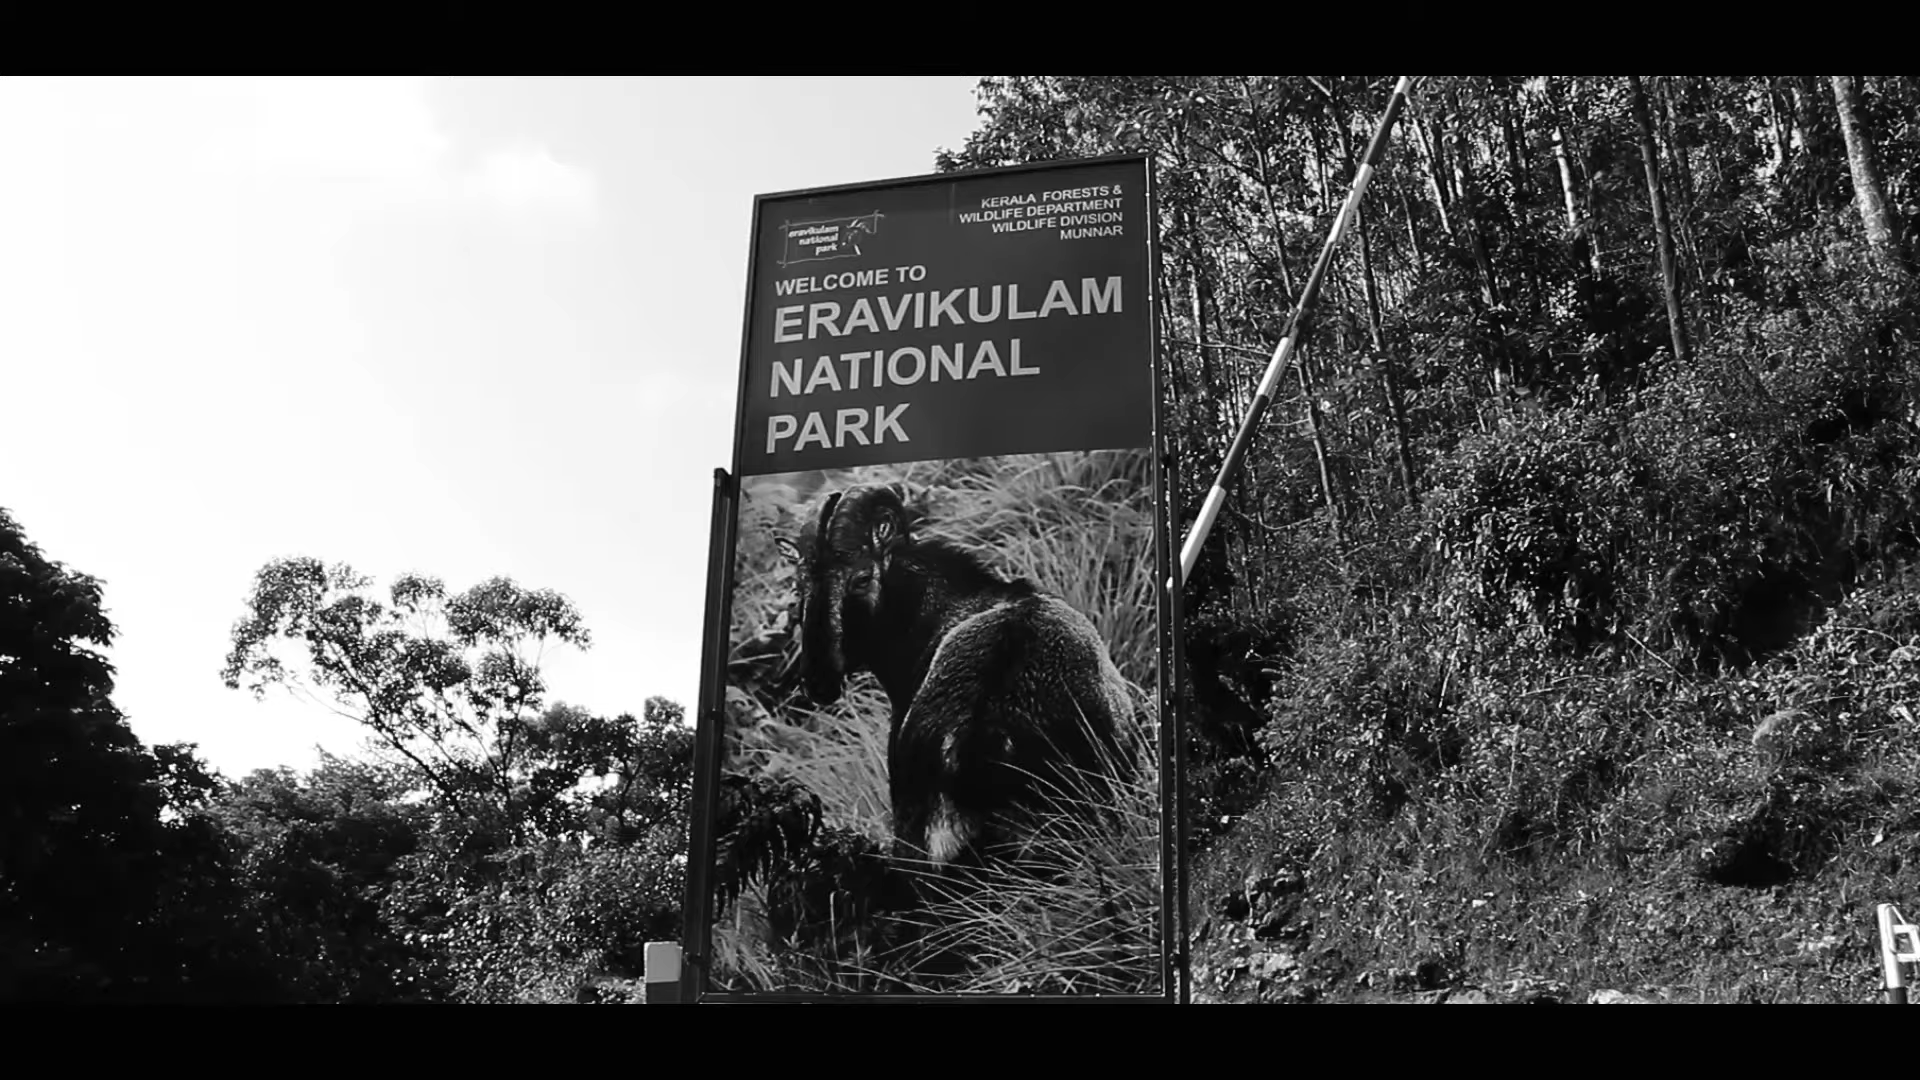 KERALA FORESTS &
WILDLIFE DEPARTMENT
WILDLIFE DIVISION
MUNNAR
eravikulam
national
park
WELCOME TO
ERAVIKULAM
NATIONAL
PARK